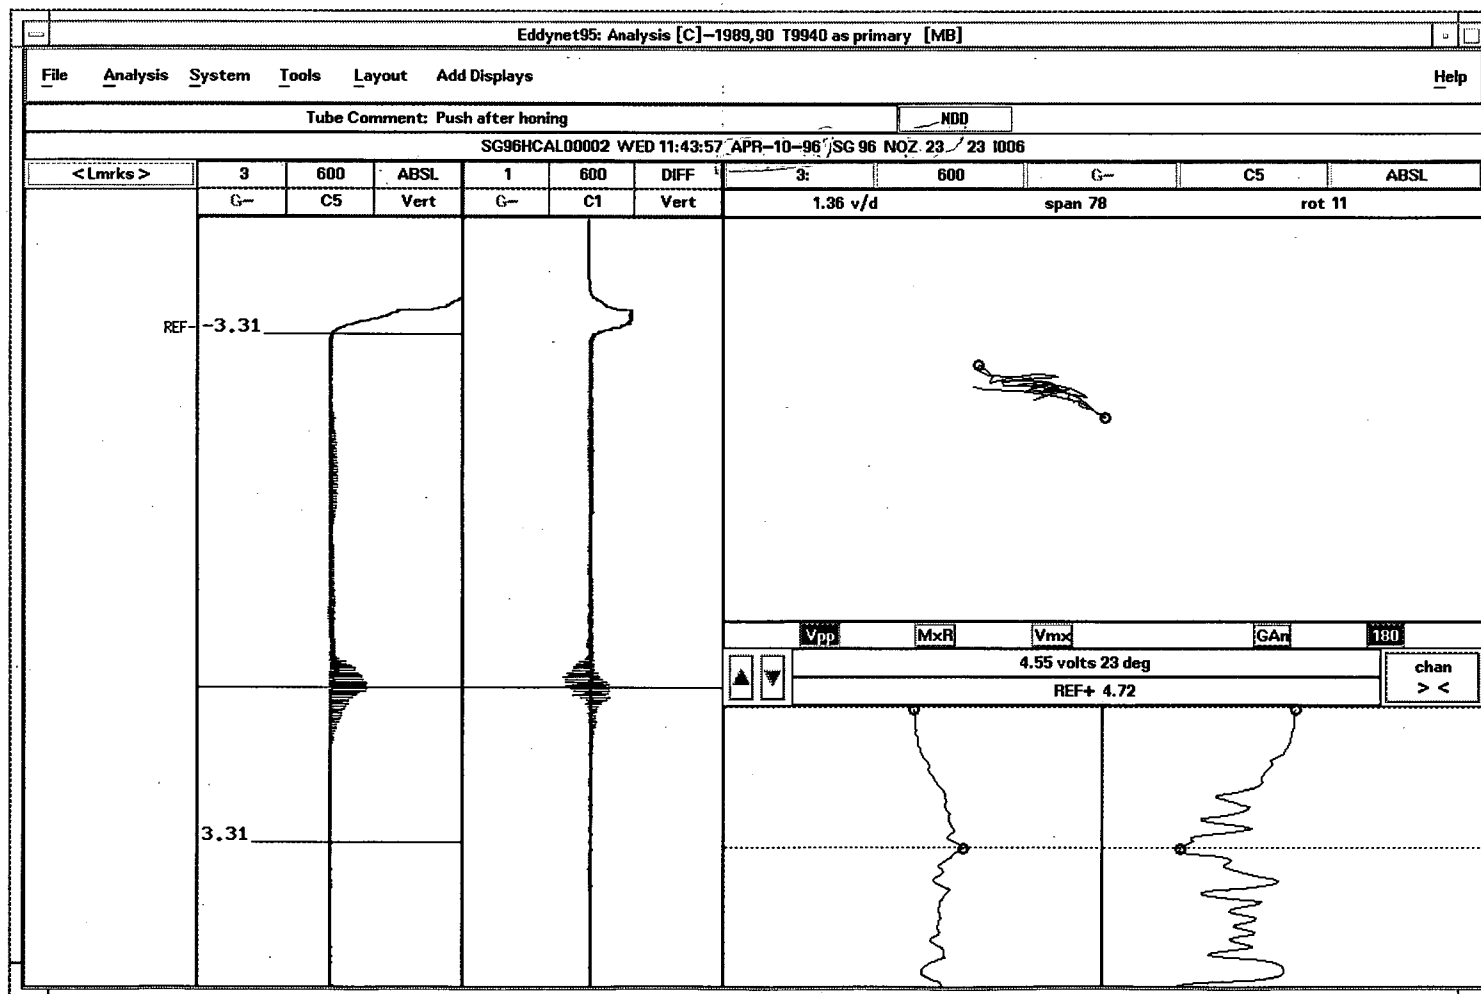 Eddynet95: Analysis [C]-1989,90 T9940 as primary [MB]
File Analysis System Tools Layout Add Displays Help
Tube Comment: Push after honing NDD
SG96HCAL00002 WED 11:43:57 APR-10-96 SG 96 NOZ 23 23 I006
<Lmrks> 3 600 ABSL 1 600 DIFF 3: 600 G- C5 ABSL
G- C5 Vert G- C1 Vert 1.36 v/d span 78 rot 11
REF- -3.31
Vpp MxR Vmx GAn 180
4.55 volts 23 deg
REF+ 4.72
chan
> <
3.31